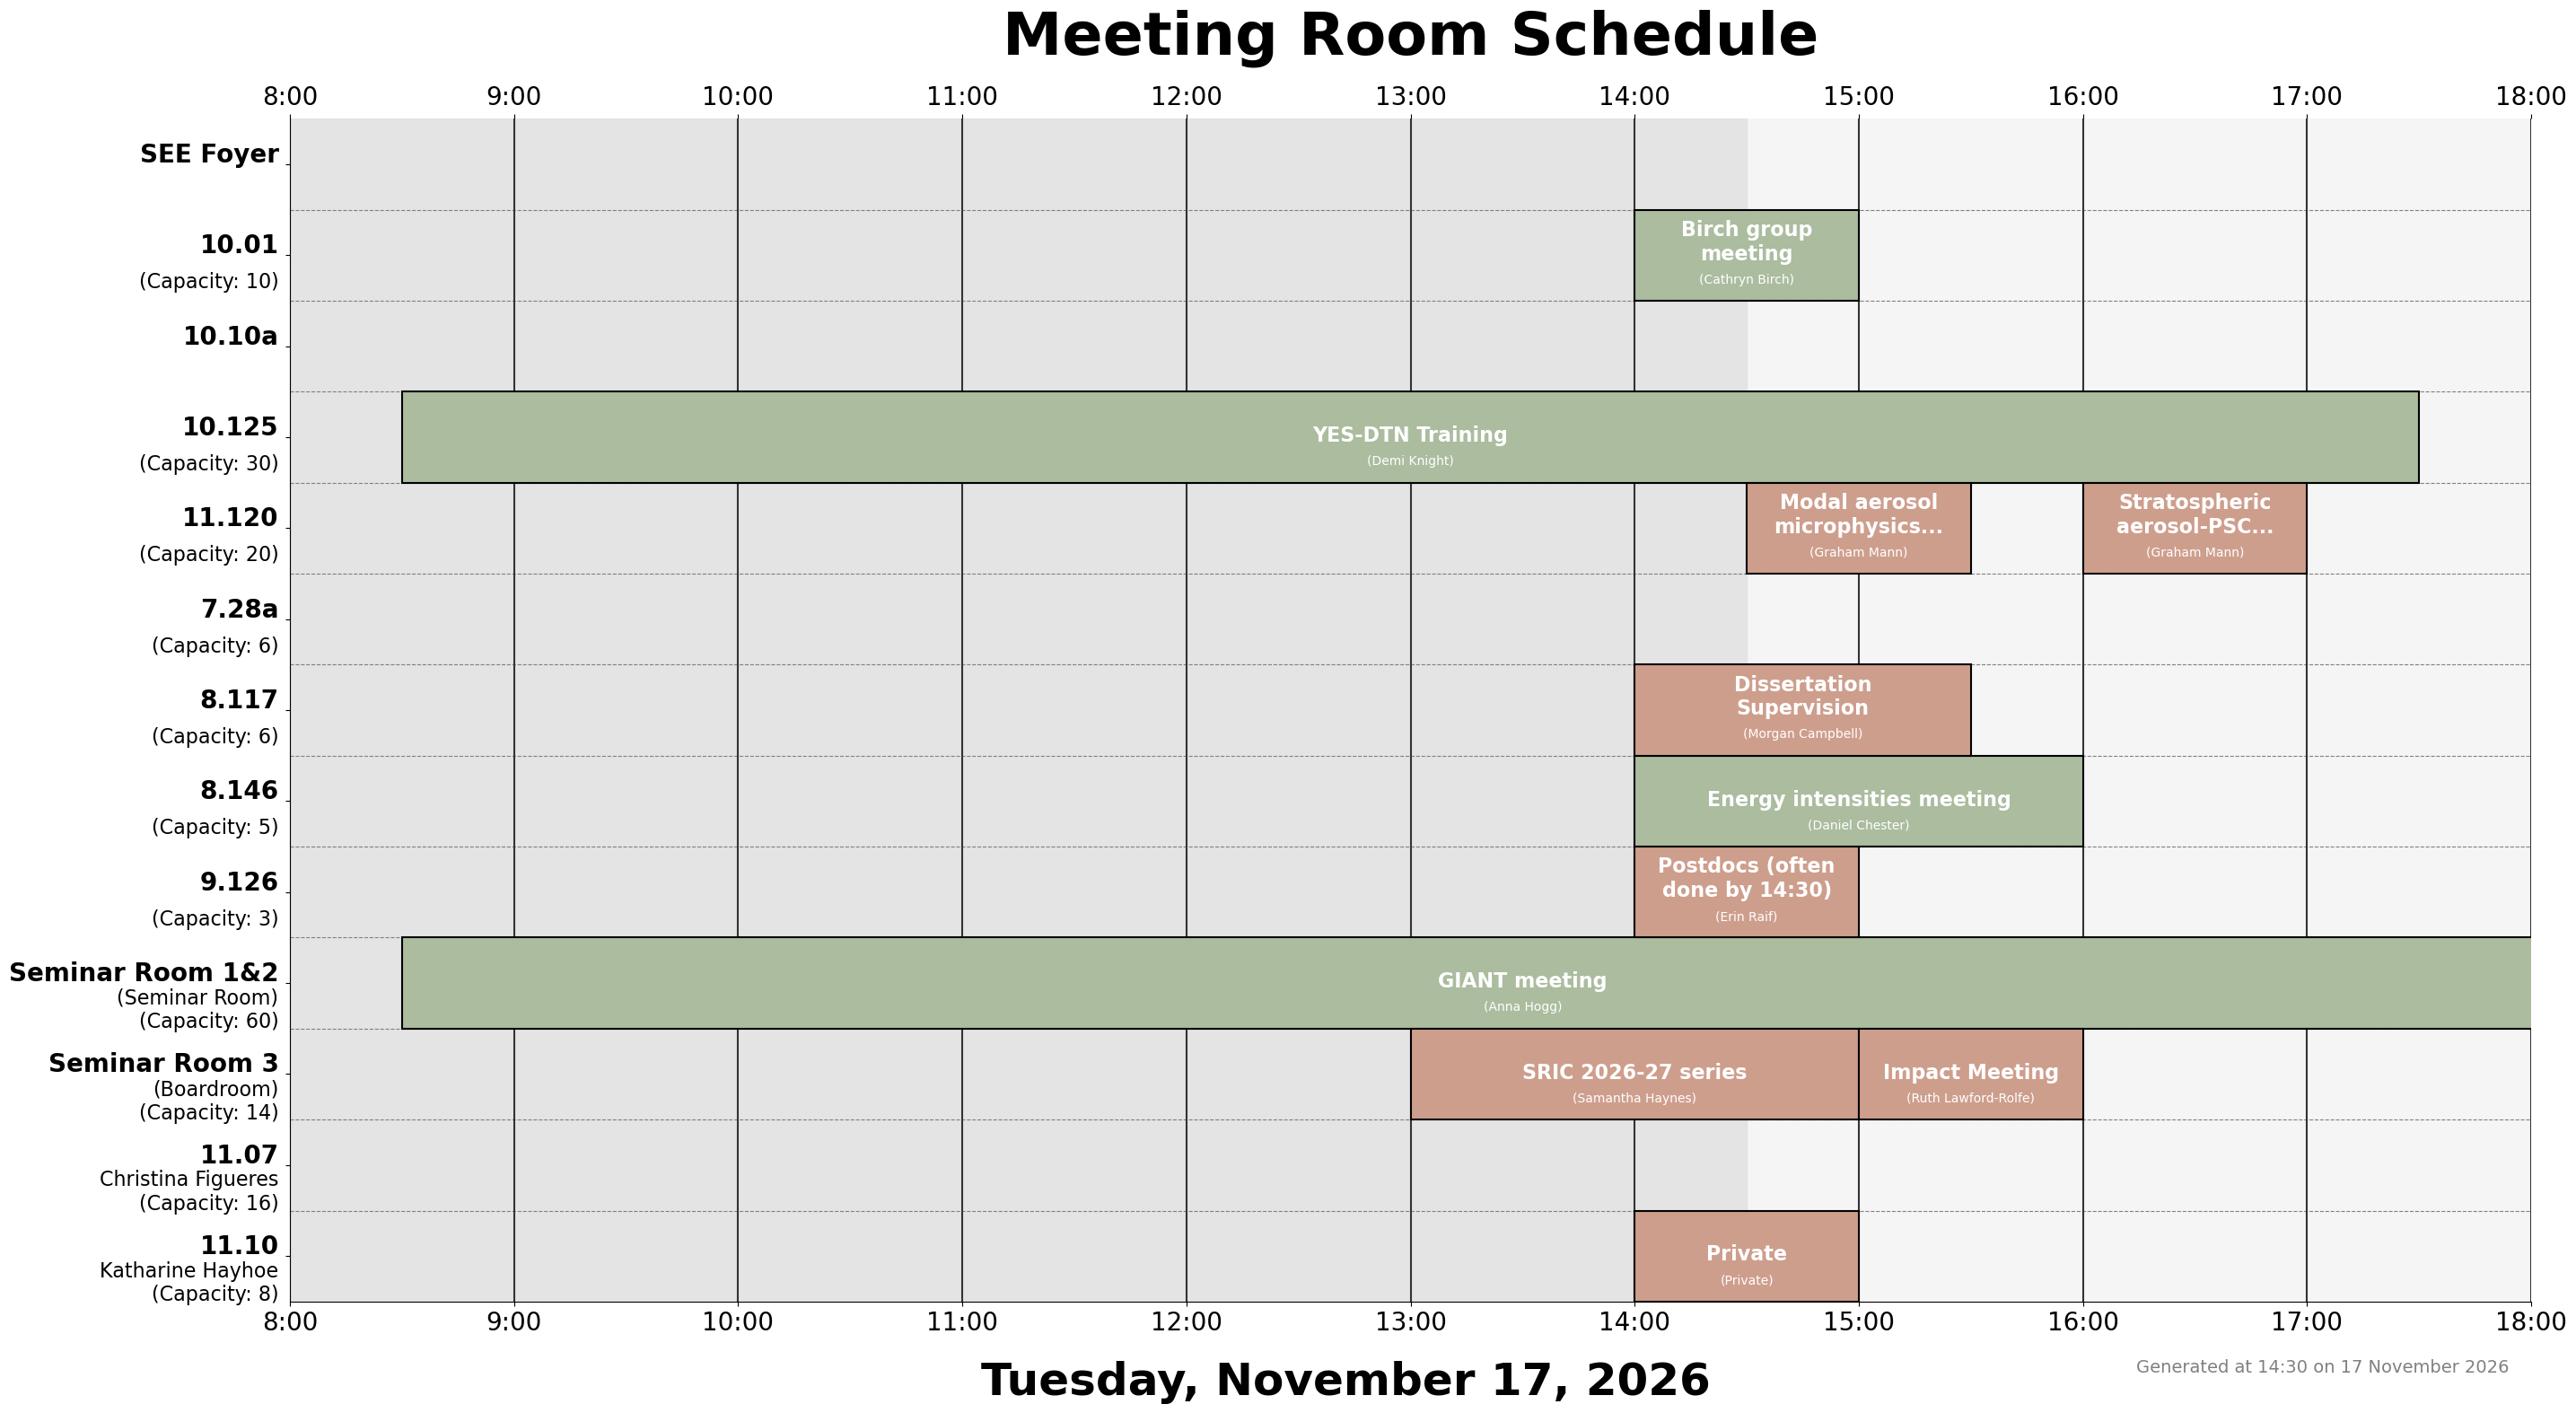 Meeting Room Schedule
8:00 9:00 10:00 11:00 12:00 13:00 14:00 15:00 16:00 17:00 18:00
SEE Foyer
10.01
(Capacity: 10)
Birch group
meeting
(Cathryn Birch)
10.10a
10.125
(Capacity: 30)
YES-DTN Training
(Demi Knight)
11.120
(Capacity: 20)
Modal aerosol
microphysics...
(Graham Mann)
Stratospheric
aerosol-PSC...
(Graham Mann)
7.28a
(Capacity: 6)
8.117
(Capacity: 6)
Dissertation
Supervision
(Morgan Campbell)
8.146
(Capacity: 5)
Energy intensities meeting
(Daniel Chester)
9.126
(Capacity: 3)
Postdocs (often
done by 14:30)
(Erin Raif)
Seminar Room 1&2
(Seminar Room)
(Capacity: 60)
GIANT meeting
(Anna Hogg)
Seminar Room 3
(Boardroom)
(Capacity: 14)
SRIC 2026-27 series
(Samantha Haynes)
Impact Meeting
(Ruth Lawford-Rolfe)
11.07
Christina Figueres
(Capacity: 16)
11.10
Katharine Hayhoe
(Capacity: 8)
Private
(Private)
8:00 9:00 10:00 11:00 12:00 13:00 14:00 15:00 16:00 17:00 18:00
Tuesday, November 17, 2026
Generated at 14:30 on 17 November 2026